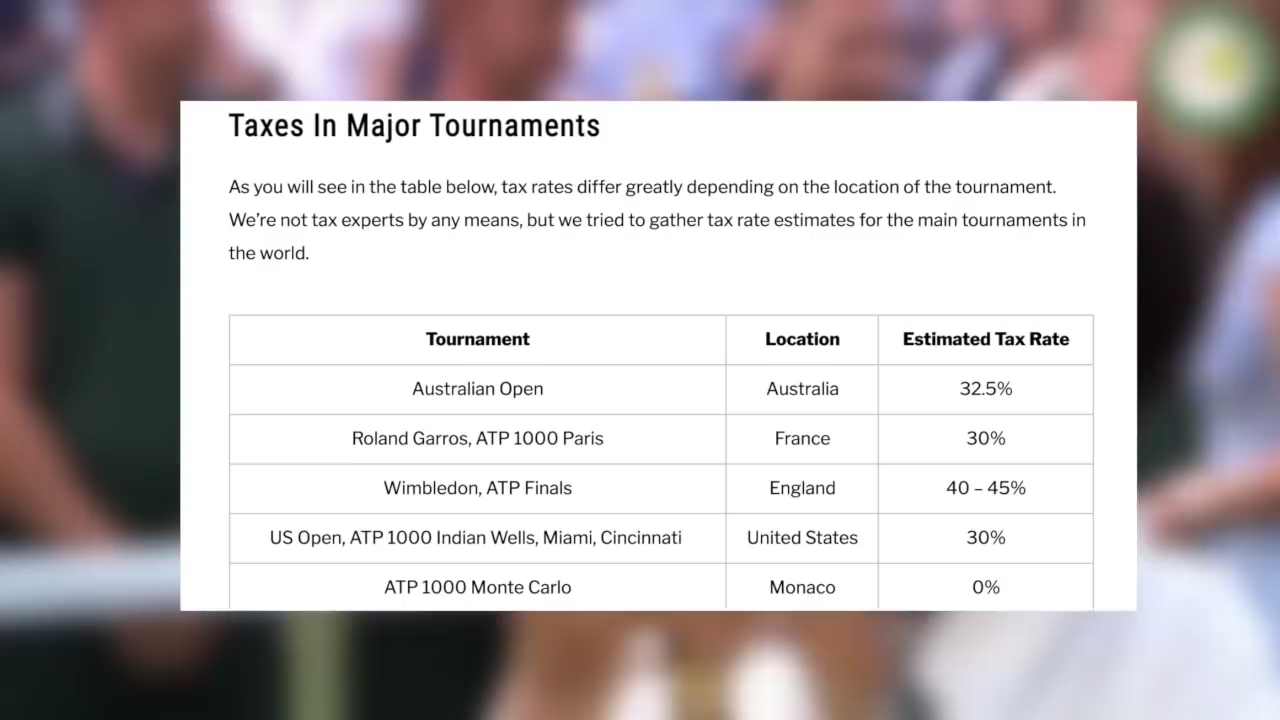 Taxes In Major Tournaments
As you will see in the table below, tax rates differ greatly depending on the location of the tournament.
We’re not tax experts by any means, but we tried to gather tax rate estimates for the main tournaments in
the world.
Tournament Location Estimated Tax Rate
Australian Open Australia 32.5%
Roland Garros, ATP 1000 Paris France 30%
Wimbledon, ATP Finals England 40 – 45%
US Open, ATP 1000 Indian Wells, Miami, Cincinnati United States 30%
ATP 1000 Monte Carlo Monaco 0%